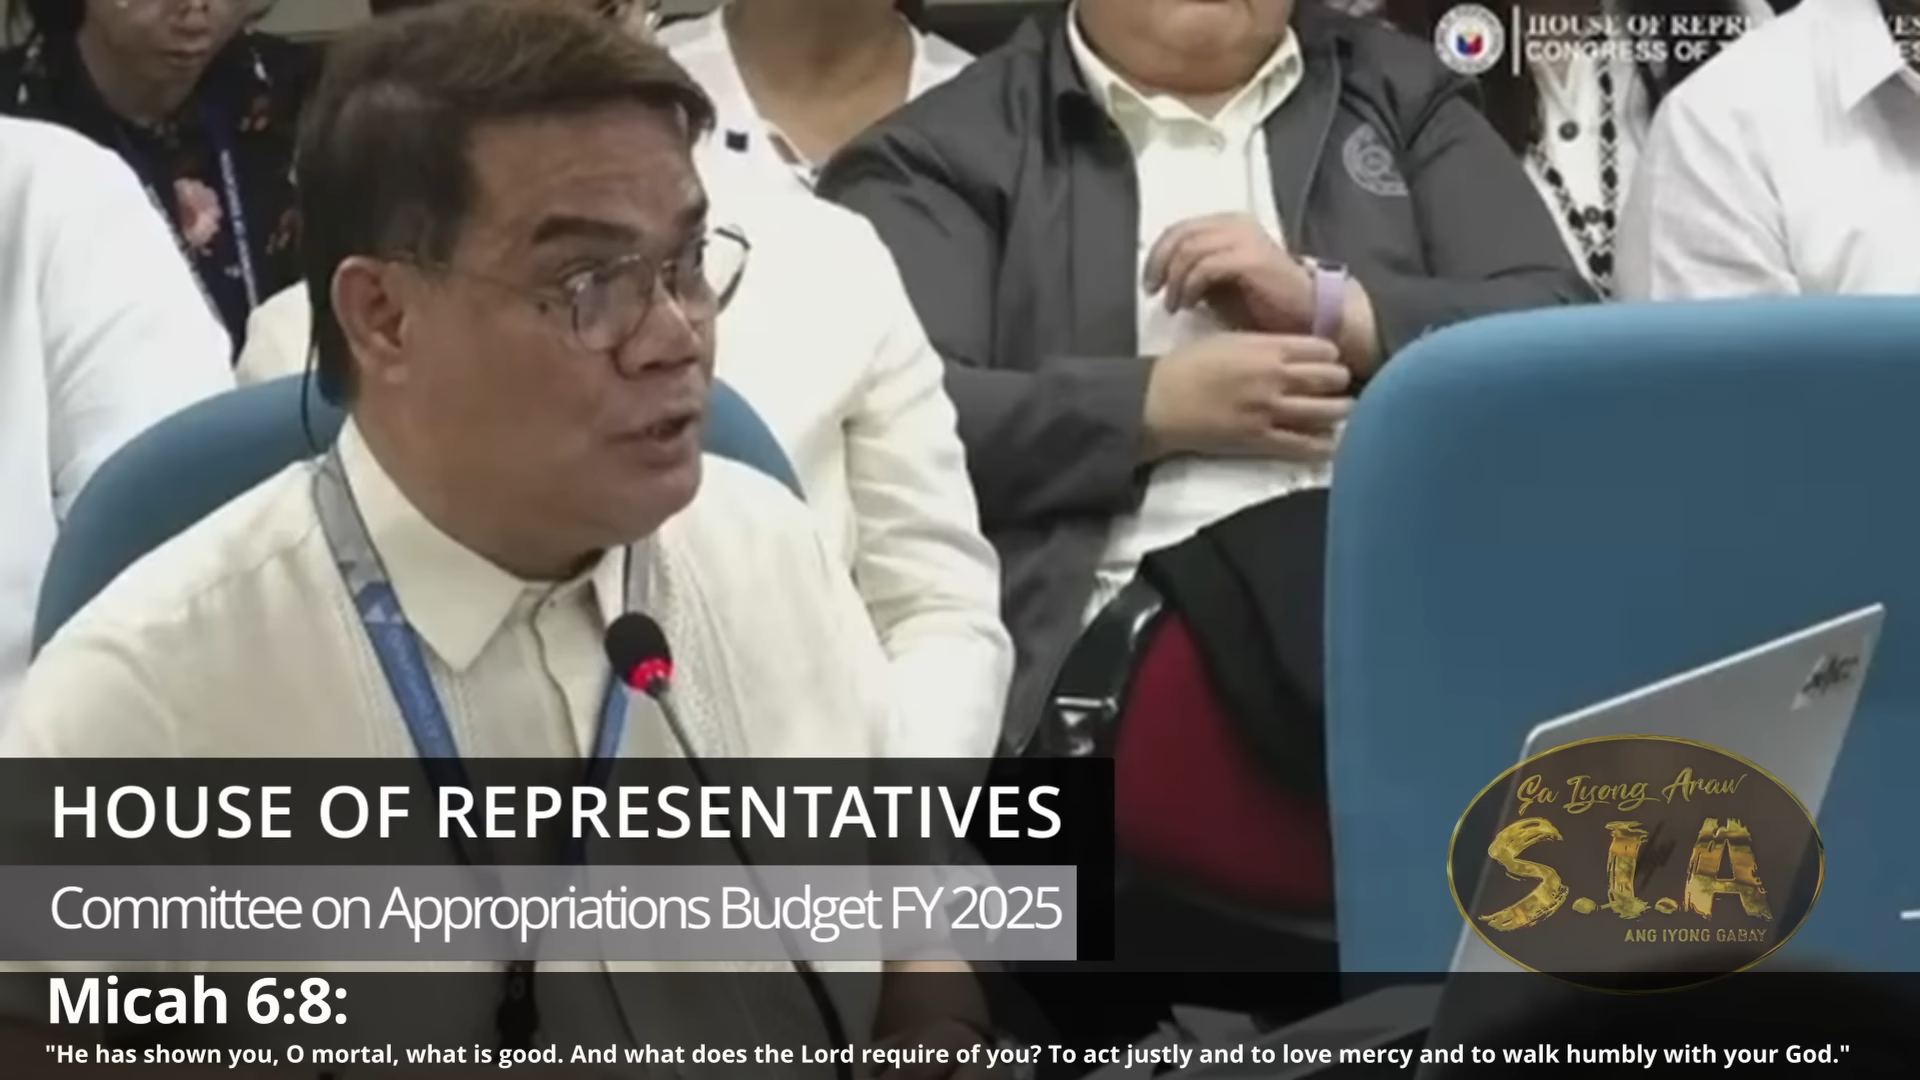 HOUSE OF REPRE
CONGRESS OF
HOUSE OF REPRESENTATIVES
Committee on Appropriations Budget FY 2025
Sa Iyong Araw
S.I.A
ANG IYONG GABAY
Micah 6:8:
"He has shown you, O mortal, what is good. And what does the Lord require of you? To act justly and to love mercy and to walk humbly with your God."